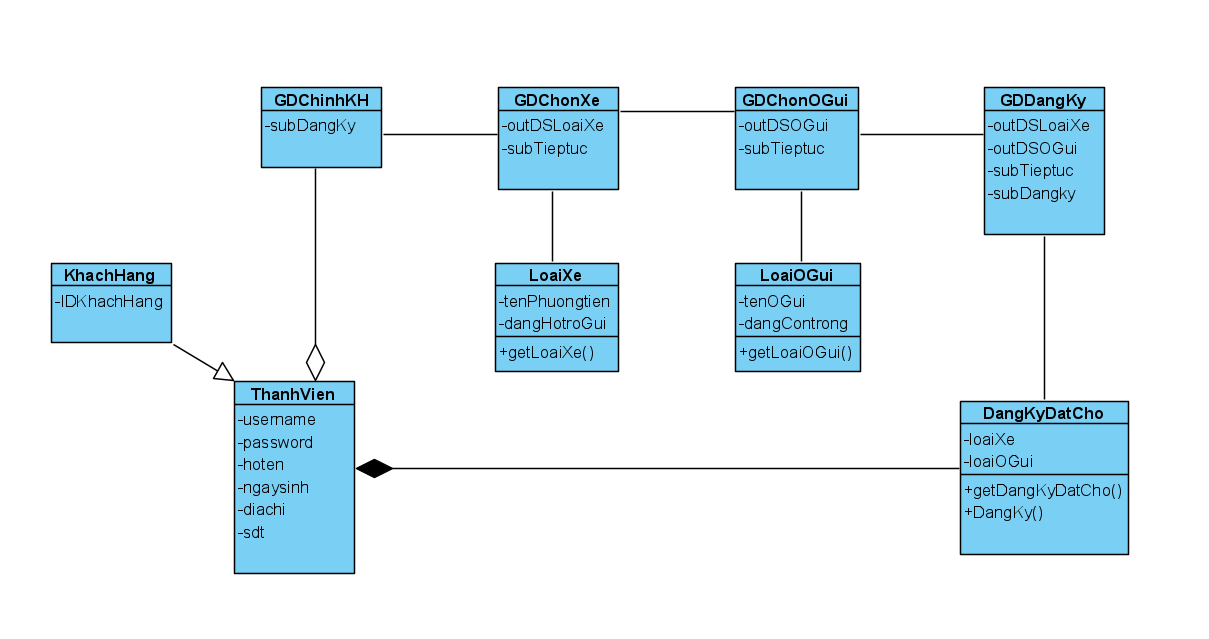 GDChinhKH
-subDangKy
GDChonXe
-outDSLoaiXe
-subTieptuc
GDChonOGui
-outDSOGui
-subTieptuc
GDDangKy
-outDSLoaiXe
-outDSOGui
-subTieptuc
-subDangky
KhachHang
-IDKhachHang
LoaiXe
-tenPhuongtien
-dangHotroGui
+getLoaiXe()
LoaiOGui
-tenOGui
-dangControng
+getLoaiOGui()
ThanhVien
-username
-password
-hoten
-ngaysinh
-diachi
-sdt
DangKyDatCho
-loaiXe
-loaiOGui
+getDangKyDatCho()
+DangKy()